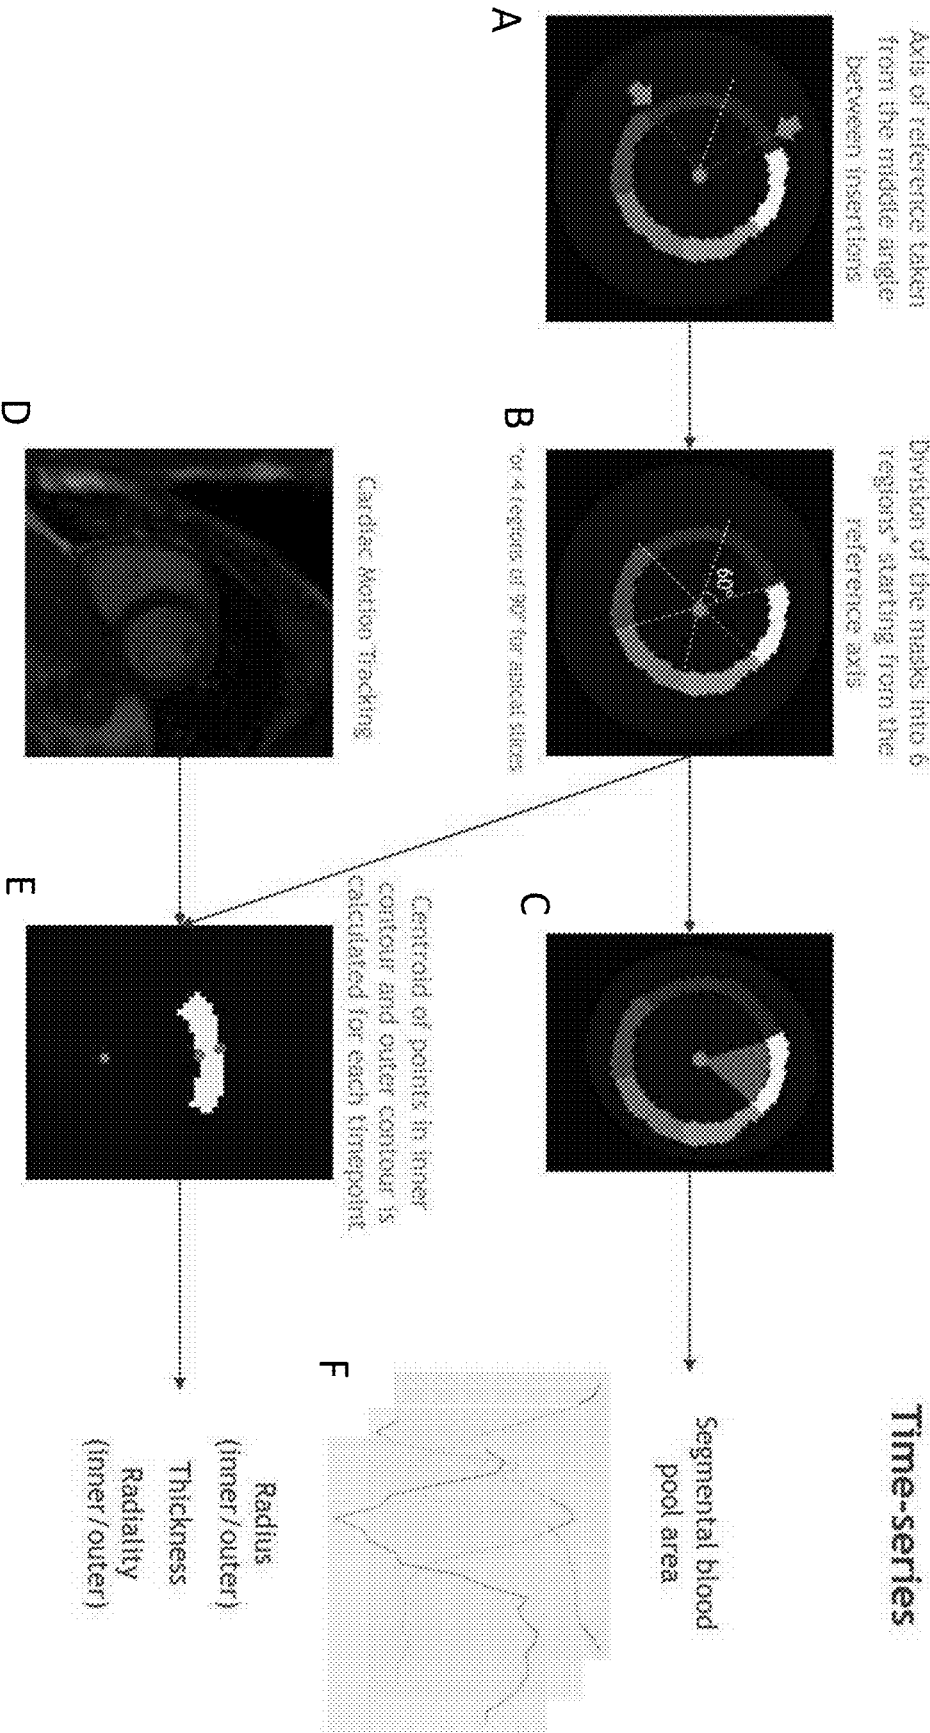 Time-series
A
Axis of reference taken
from the middle angle
between insertions
B
Division of the masks into 6
regions* starting from the
reference axis
60°
*or 4 regions of 90° for apical slices
C
Segmental blood
pool area
D
Cardiac Motion Tracking
E
Centroid of points in inner
contour and outer contour is
calculated for each timepoint
F
Radius
(inner/outer)
Thickness
Radiality
(inner/outer)